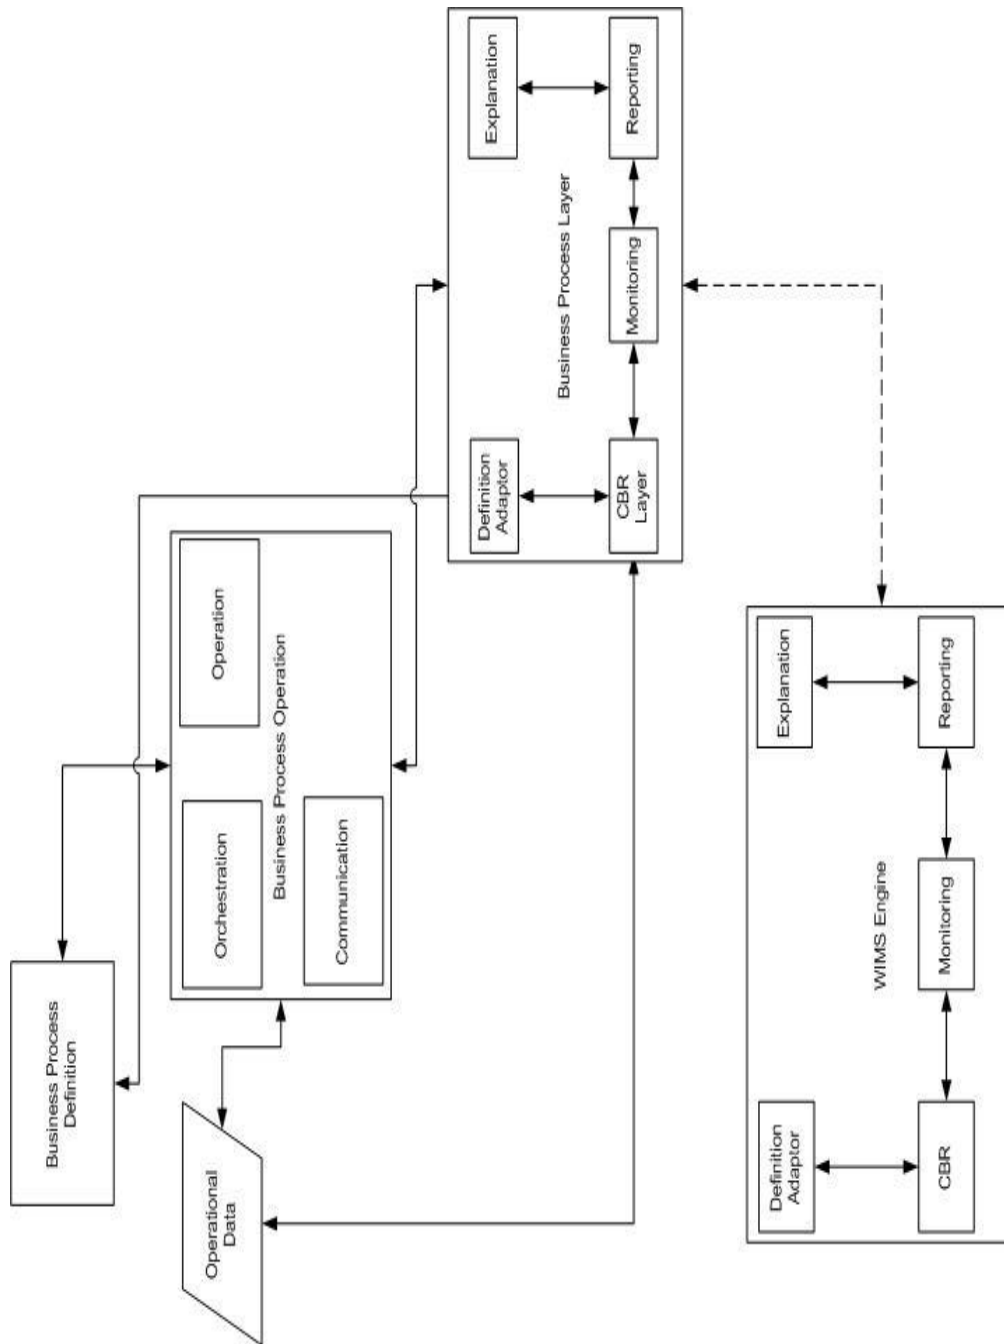 Business Process
Definition
Operational
Data
Orchestration
Operation
Business Process Operation
Communication
Definition
Adaptor
Explanation
Business Process Layer
CBR
Layer
Monitoring
Reporting
Definition
Adaptor
Explanation
WIMS Engine
CBR
Monitoring
Reporting